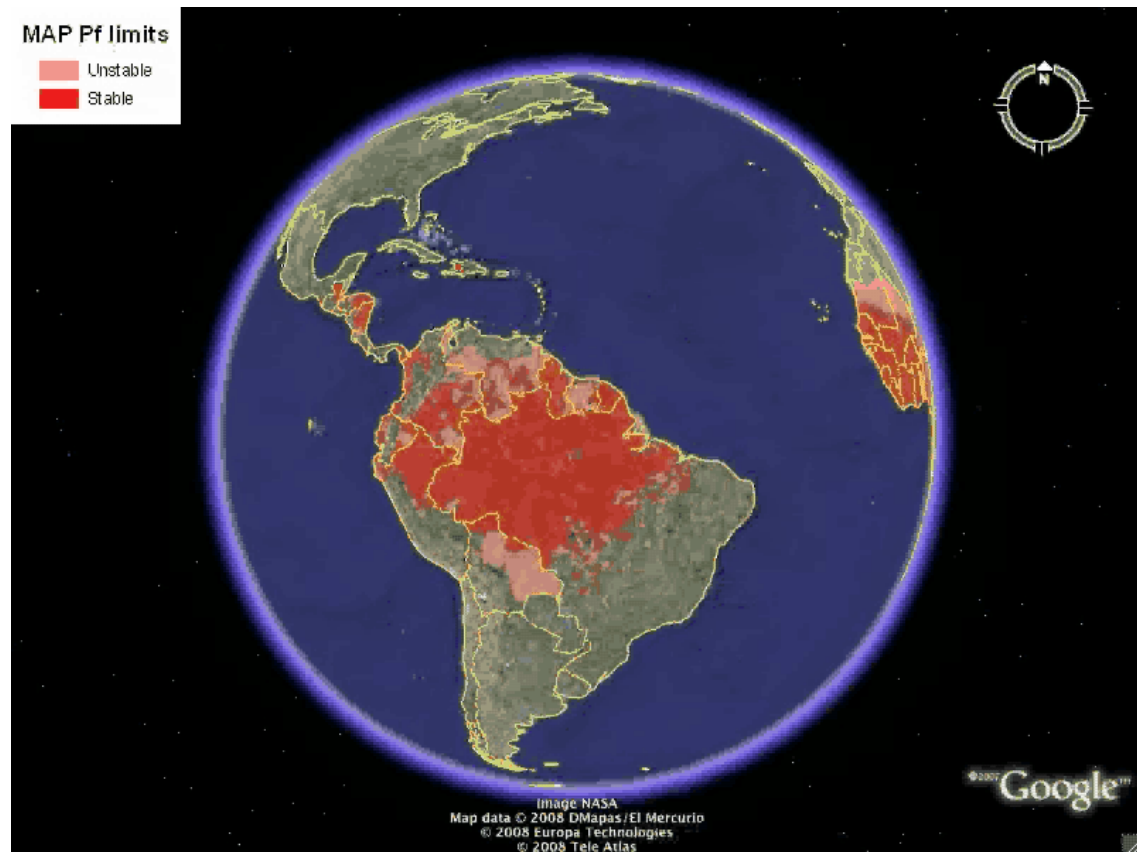 MAP Pf limits
Unstable
Stable
N
©2007 Google™
Image NASA
Map data © 2008 DMapas/El Mercurio
© 2008 Europa Technologies
© 2008 Tele Atlas